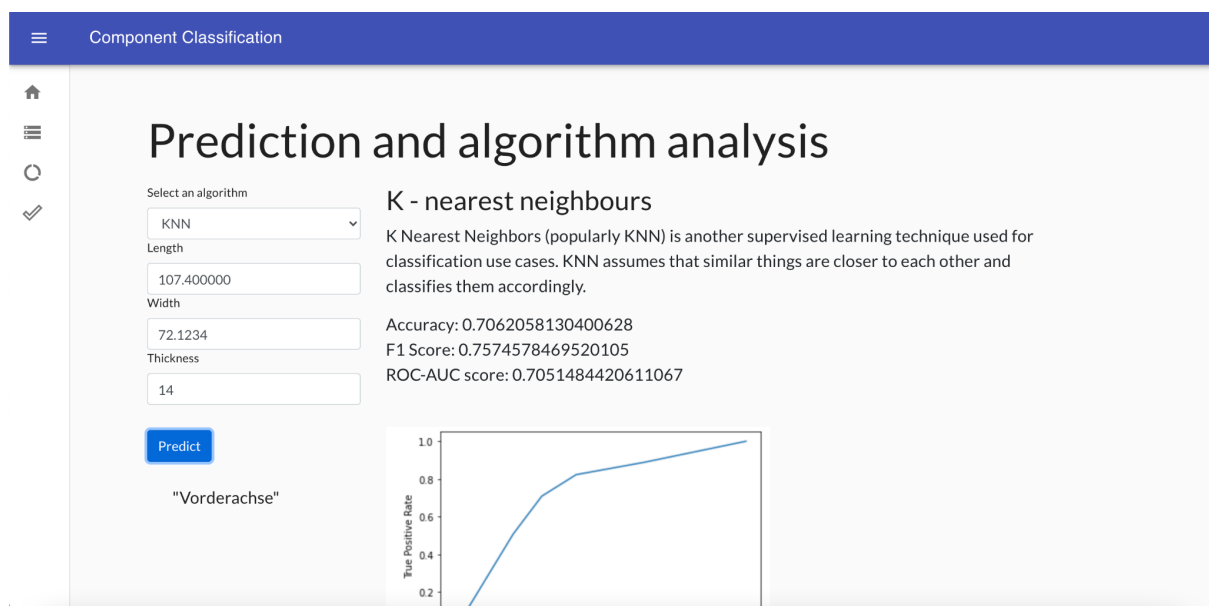 Component Classification
Prediction and algorithm analysis
Select an algorithm
KNN
Length
107.400000
Width
72.1234
Thickness
14
Predict
"Vorderachse"
K - nearest neighbours
K Nearest Neighbors (popularly KNN) is another supervised learning technique used for
classification use cases. KNN assumes that similar things are closer to each other and
classifies them accordingly.
Accuracy: 0.7062058130400628
F1 Score: 0.7574578469520105
ROC-AUC score: 0.7051484420611067
1.0
0.8
0.6
0.4
0.2
True Positive Rate